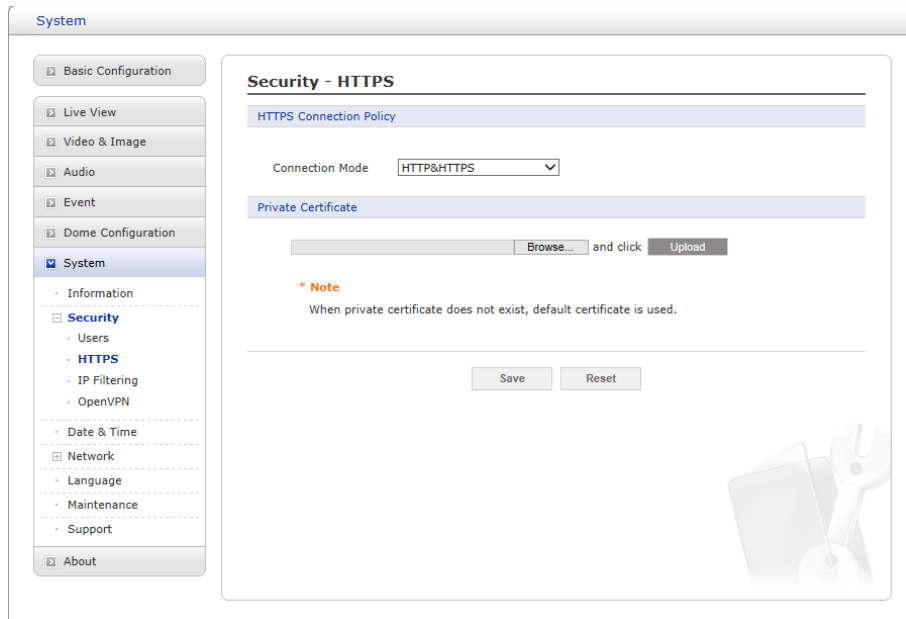 System
Basic Configuration
Live View
Video & Image
Audio
Event
Dome Configuration
System
Information
Security
Users
HTTPS
IP Filtering
OpenVPN
Date & Time
Network
Language
Maintenance
Support
About
Security - HTTPS
HTTPS Connection Policy
Connection Mode HTTP&HTTPS
Private Certificate
Browse... and click Upload
* Note
When private certificate does not exist, default certificate is used.
Save Reset